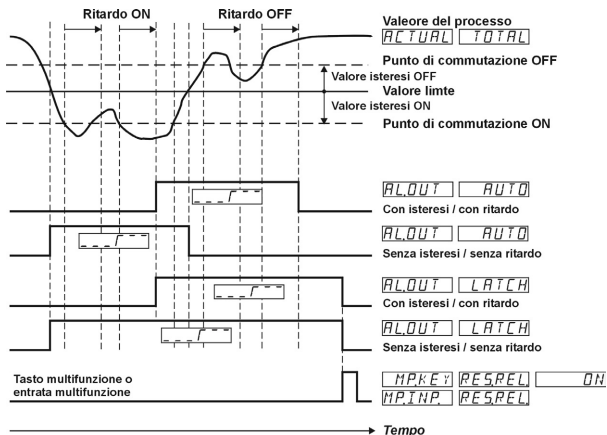 Ritardo ON
Ritardo OFF
Valeore del processo
ACTUAL TOTAL
Punto di commutazione OFF
Valore isteresi OFF
Valore limte
Valore isteresi ON
Punto di commutazione ON
AL.OUT AUTO
Con isteresi / con ritardo
AL.OUT AUTO
Senza isteresi / senza ritardo
AL.OUT LATCH
Con isteresi / con ritardo
AL.OUT LATCH
Senza isteresi / senza ritardo
Tasto multifunzione o
entrata multifunzione
MP.KEY RES.REL. ON
MP.INP. RES.REL.
Tempo